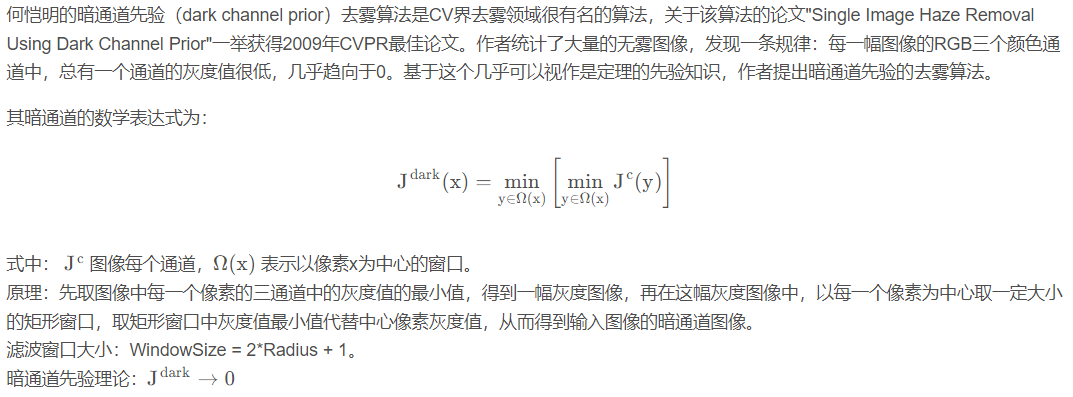 何恺明的暗通道先验（dark channel prior）去雾算法是CV界去雾领域很有名的算法，关于该算法的论文"Single Image Haze Removal
Using Dark Channel Prior"一举获得2009年CVPR最佳论文。作者统计了大量的无雾图像，发现一条规律：每一幅图像的RGB三个颜色通
道中，总有一个通道的灰度值很低，几乎趋向于0。基于这个几乎可以视作是定理的先验知识，作者提出暗通道先验的去雾算法。
其暗通道的数学表达式为：
J^dark(x) = min_{y∈Ω(x)} [ min_{y∈Ω(x)} J^c(y) ]
式中： J^c 图像每个通道，Ω(x) 表示以像素x为中心的窗口。
原理：先取图像中每一个像素的三通道中的灰度值的最小值，得到一幅灰度图像，再在这幅灰度图像中，以每一个像素为中心取一定大小
的矩形窗口，取矩形窗口中灰度值最小值代替中心像素灰度值，从而得到输入图像的暗通道图像。
滤波窗口大小：WindowSize = 2*Radius + 1。
暗通道先验理论：J^dark → 0